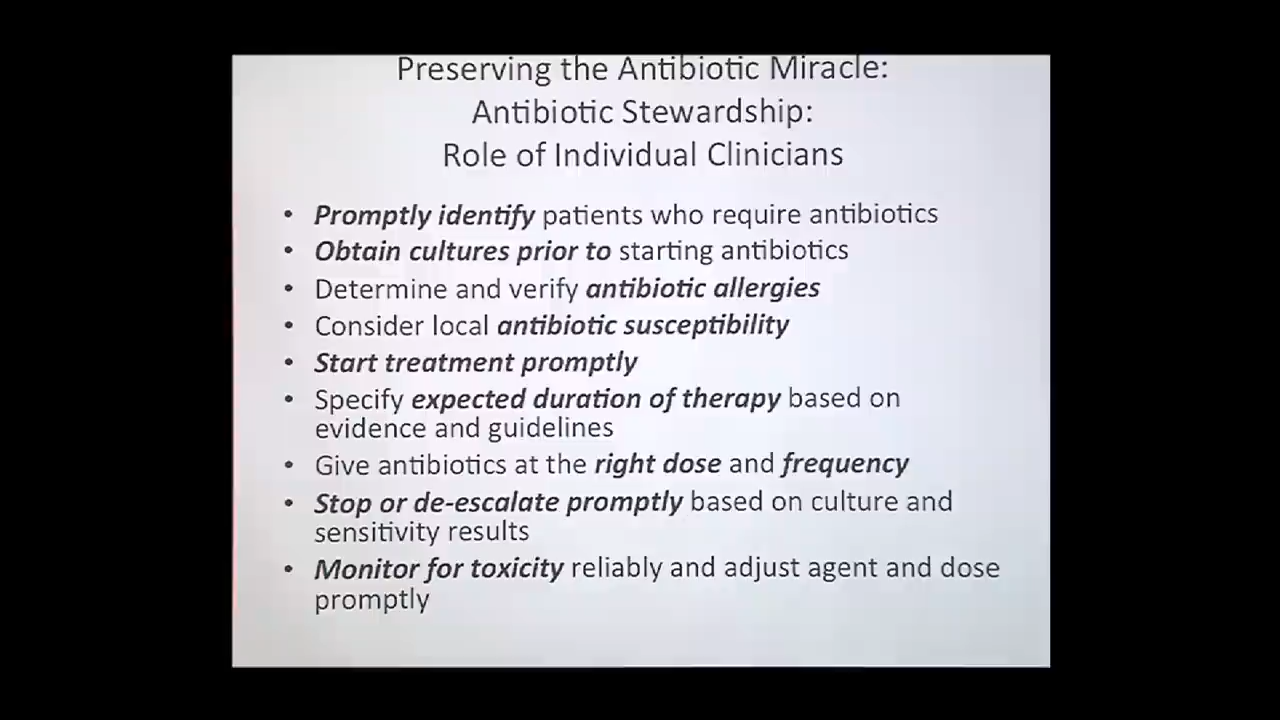 Preserving the Antibiotic Miracle:
Antibiotic Stewardship:
Role of Individual Clinicians
• Promptly identify patients who require antibiotics
• Obtain cultures prior to starting antibiotics
• Determine and verify antibiotic allergies
• Consider local antibiotic susceptibility
• Start treatment promptly
• Specify expected duration of therapy based on
evidence and guidelines
• Give antibiotics at the right dose and frequency
• Stop or de-escalate promptly based on culture and
sensitivity results
• Monitor for toxicity reliably and adjust agent and dose
promptly